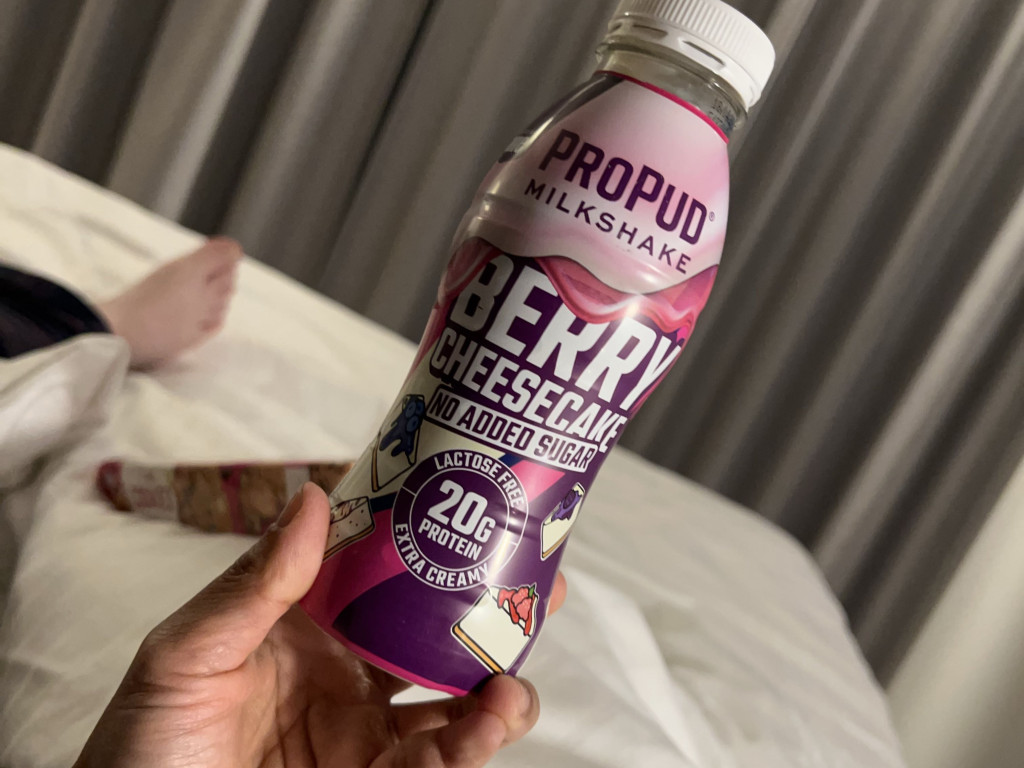 PROPUD®
MILKSHAKE
BERRY
CHEESECAKE
NO ADDED SUGAR
LACTOSE FREE
20G
PROTEIN
EXTRA CREAMY